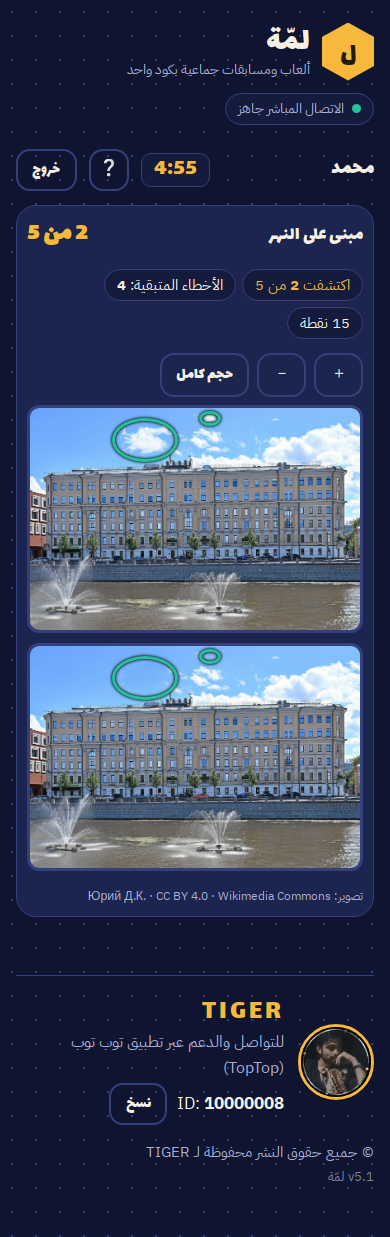 ل
لمّة
ألعاب ومسابقات جماعية بكود واحد
الاتصال المباشر جاهز
محمد
4:55
?
خروج
مبنى على النهر
2 من 5
اكتشفت 2 من 5
الأخطاء المتبقية: 4
15 نقطة
+
−
حجم كامل
تصوير: Юрий Д.К. · CC BY 4.0 · Wikimedia Commons
TIGER
للتواصل والدعم عبر تطبيق توب توب
(TopTop)
ID: 10000008
نسخ
© جميع حقوق النشر محفوظة لـ TIGER
لمّة v5.1